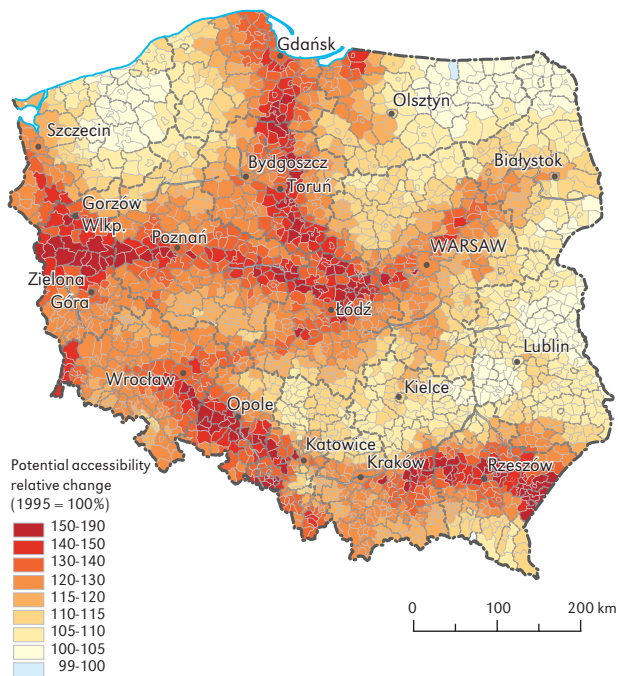 Gdańsk
Olsztyn
Szczecin
Białystok
Bydgoszcz
Toruń
Gorzów
Wlkp.
Poznań
WARSAW
Zielona
Góra
Łódź
Lublin
Wrocław
Kielce
Opole
Katowice
Kraków
Rzeszów
Potential accessibility
relative change
(1995 = 100%)
150-190
140-150
130-140
120-130
115-120
110-115
105-110
100-105
99-100
0 100 200 km